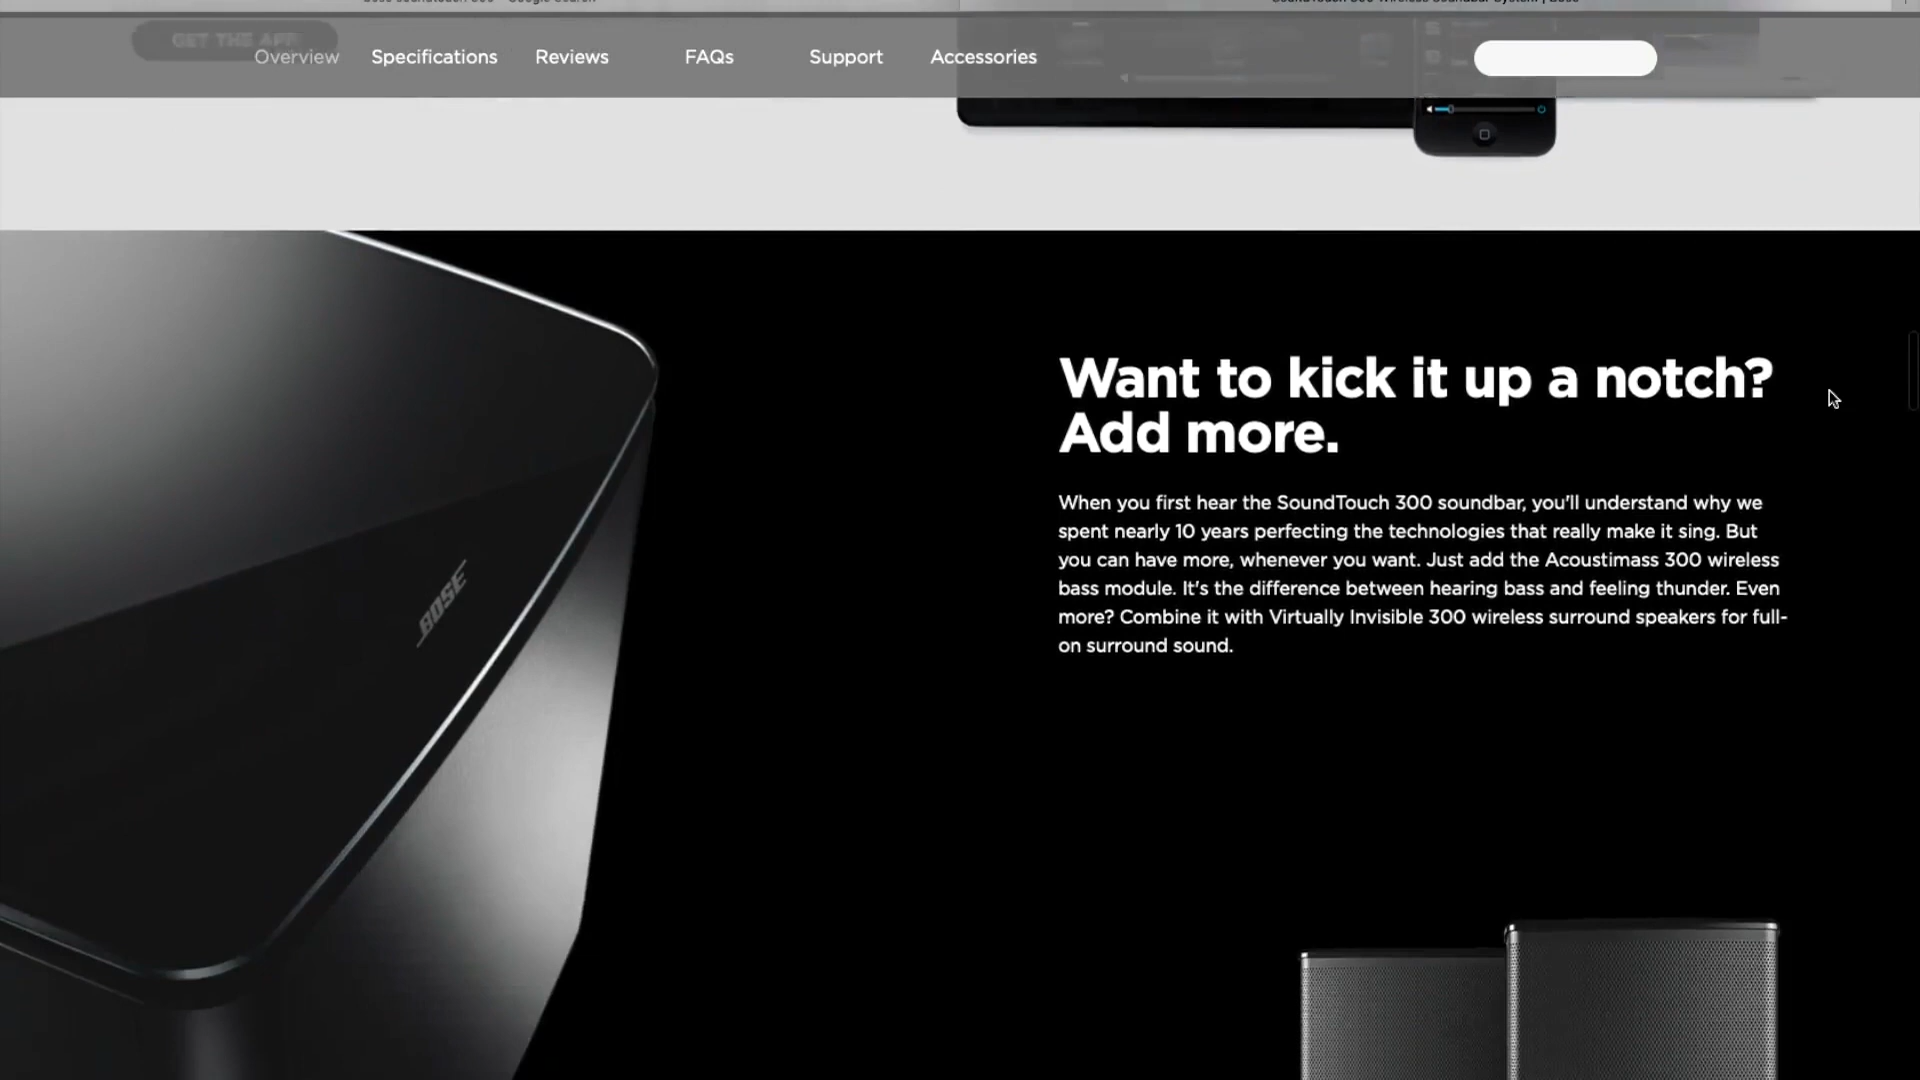 GET THE APP
Overview Specifications Reviews FAQs Support Accessories
Want to kick it up a notch?
Add more.
When you first hear the SoundTouch 300 soundbar, you'll understand why we
spent nearly 10 years perfecting the technologies that really make it sing. But
you can have more, whenever you want. Just add the Acoustimass 300 wireless
bass module. It's the difference between hearing bass and feeling thunder. Even
more? Combine it with Virtually Invisible 300 wireless surround speakers for full-
on surround sound.
BOSE